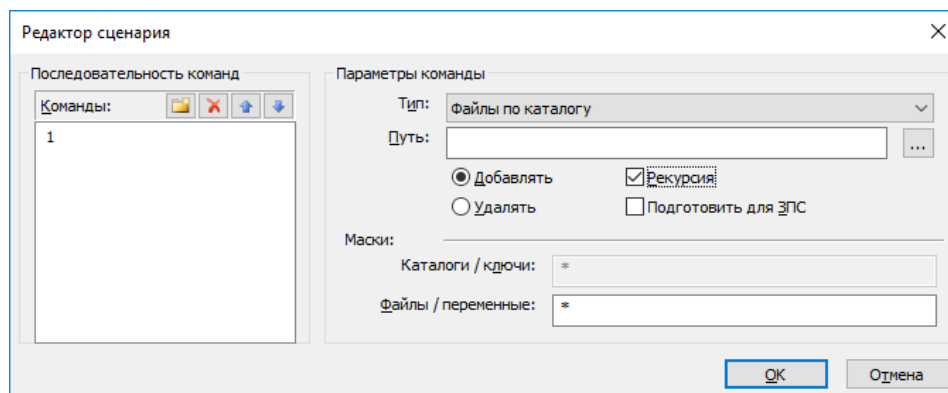 Редактор сценария
Последовательность команд
Команды:
1
Параметры команды
Тип: Файлы по каталогу
Путь: ...
Добавлять Рекурсия
Удалять Подготовить для ЗПС
Маски:
Каталоги / ключи: *
Файлы / переменные: *
OK Отмена